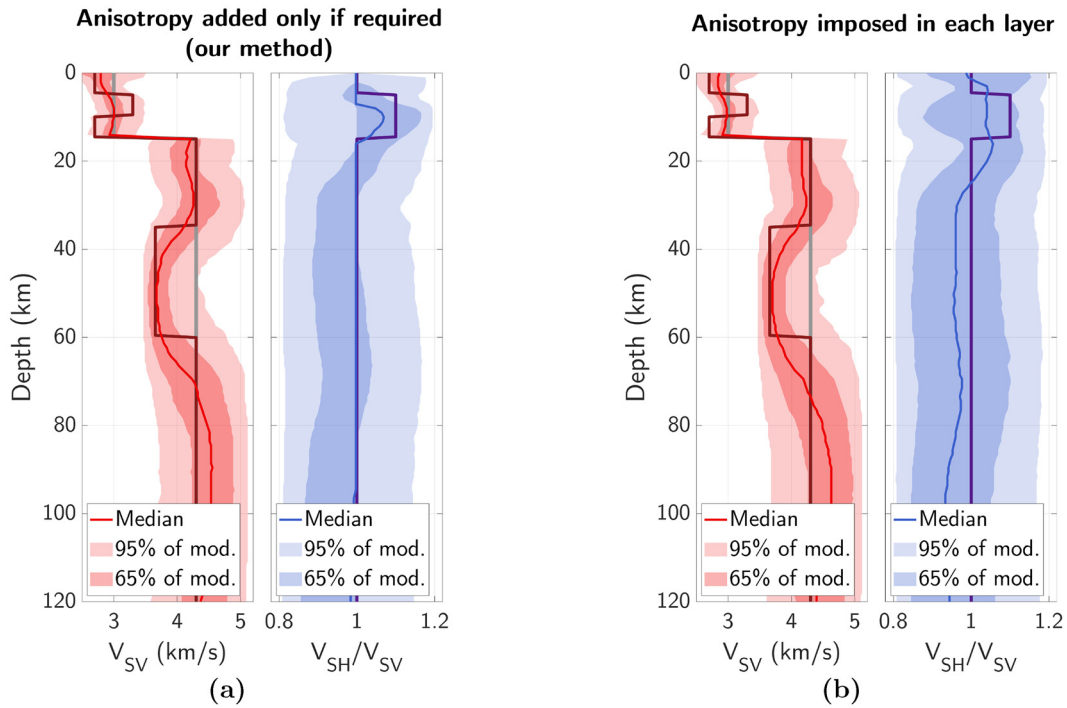 Anisotropy added only if required
(our method)
Anisotropy imposed in each layer
0
20
40
60
80
100
120
Depth (km)
Median
95% of mod.
65% of mod.
3
4
5
V_SV (km/s)
Median
95% of mod.
65% of mod.
0.8
1
1.2
V_SH/V_SV
(a)
0
20
40
60
80
100
120
Depth (km)
Median
95% of mod.
65% of mod.
3
4
5
V_SV (km/s)
Median
95% of mod.
65% of mod.
0.8
1
1.2
V_SH/V_SV
(b)